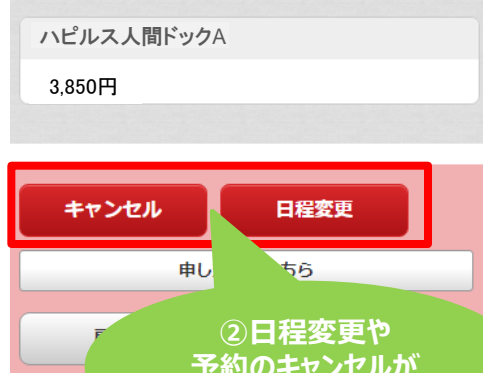 ハピルス人間ドックA
3,850円
キャンセル
日程変更
申し
ちら
②日程変更や
予約のキャンセルが